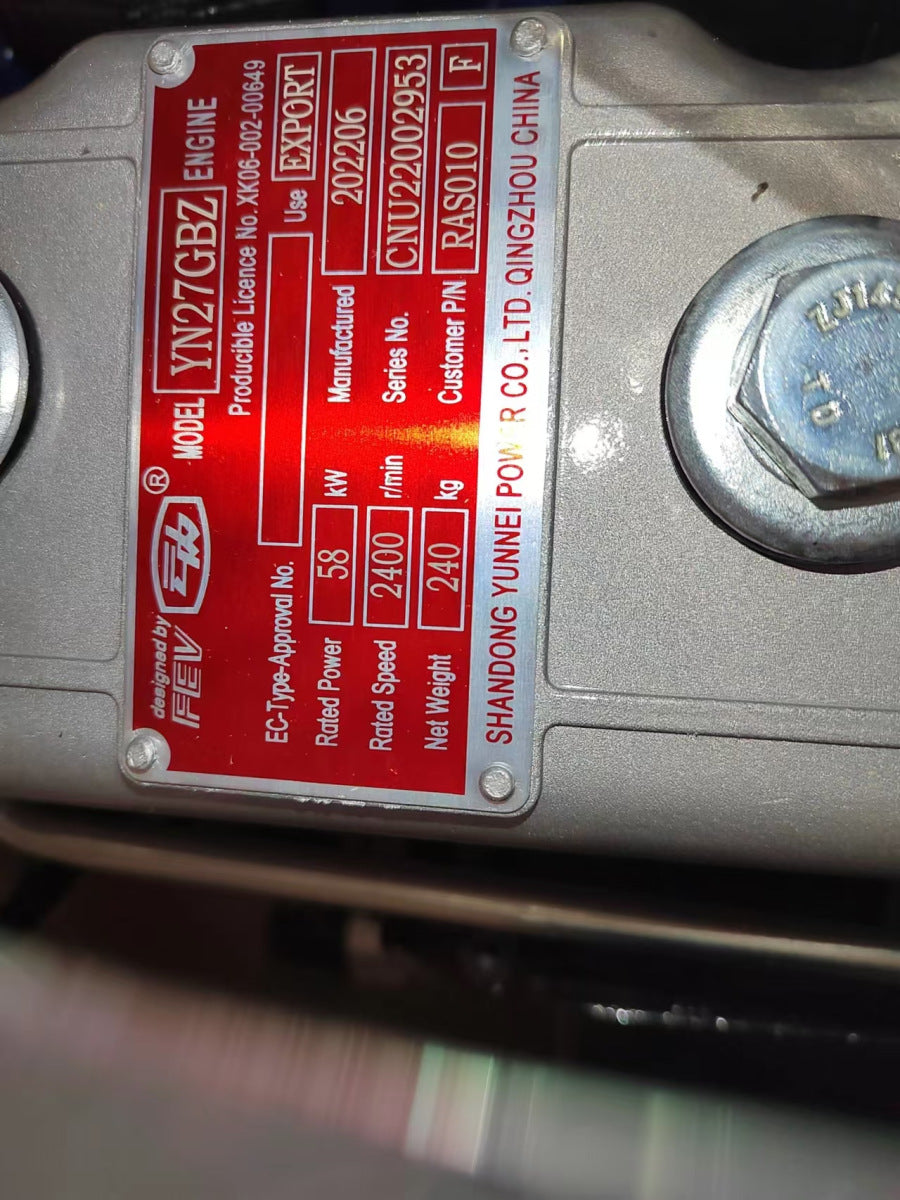 designed by
FEV
®
MODEL YN27GBZ ENGINE
Producible Licence No. XK06-002-00649
EC-Type-Approval No. Use EXPORT
Rated Power 58 kW Manufactured 202206
Rated Speed 2400 r/min Series No. CNU22002953
Net Weight 240 kg Customer P/N RAS010 F
SHANDONG YUNNEI POWER CO., LTD. QINGZHOU CHINA
10